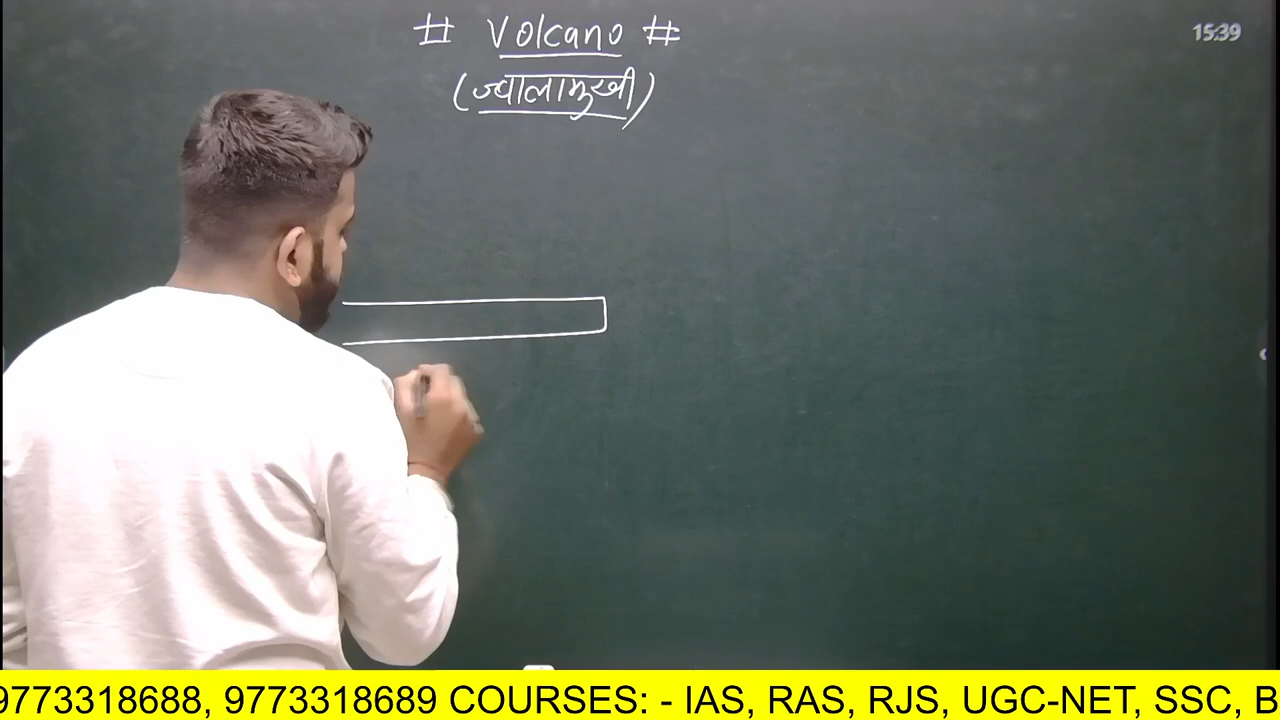 # Volcano #
15:39
(ज्वालामुखी)
9773318688, 9773318689 COURSES: - IAS, RAS, RJS, UGC-NET, SSC, B